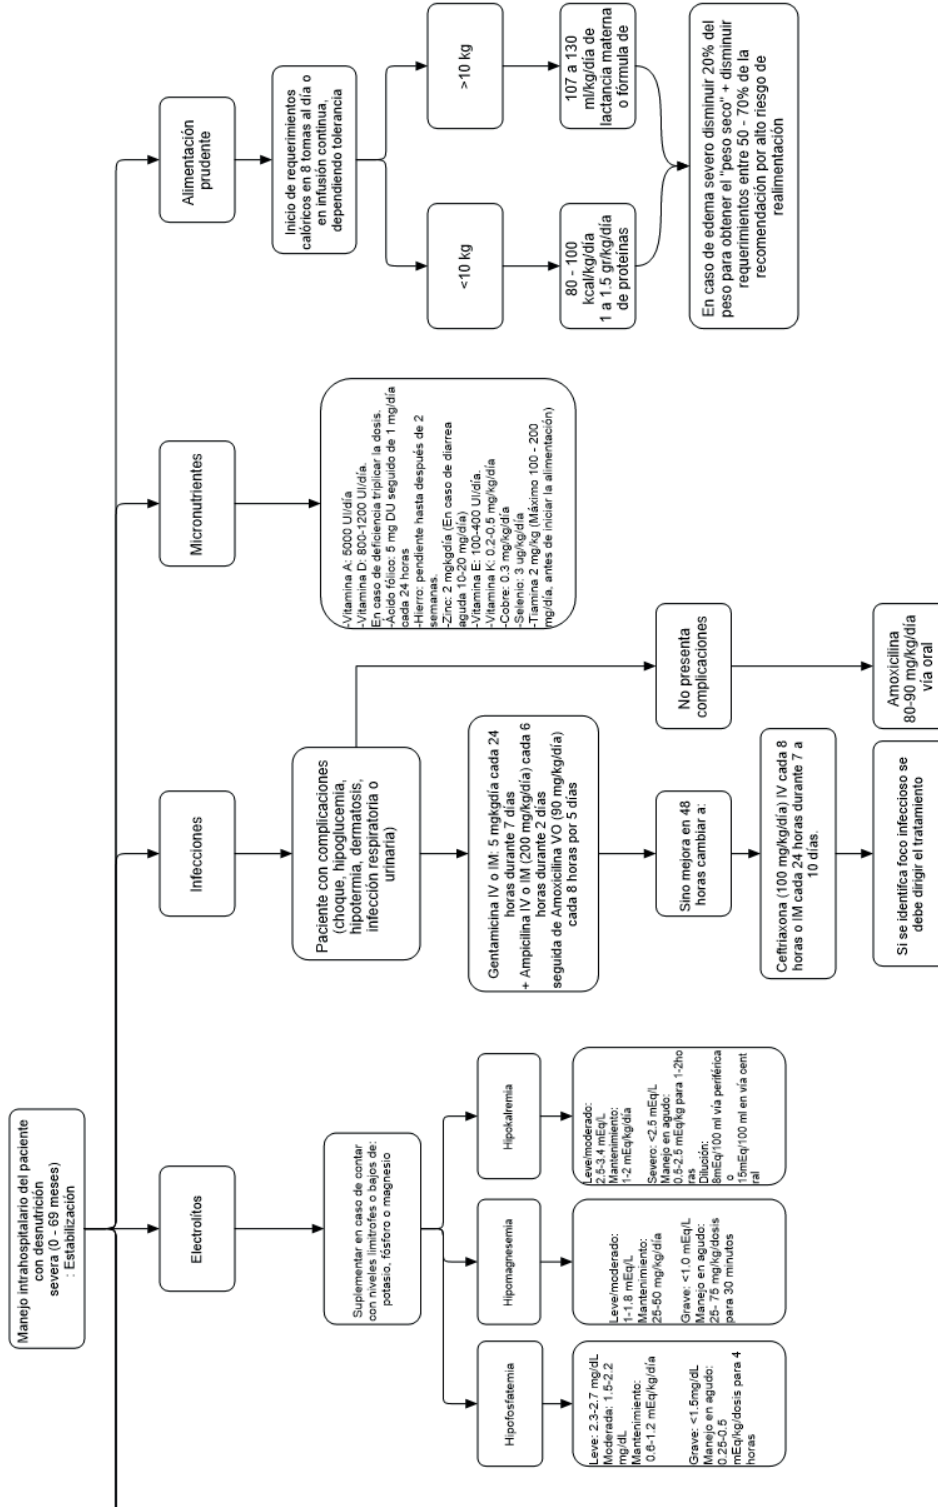 Manejo intrahospitalario del paciente
con desnutrición
severa (0 - 69 meses)
: Estabilización
Electrolítos
Suplementar en caso de contar
con niveles limítrofes o bajos de:
potasio, fósforo o magnesio
Hipofosfatemia
Leve: 2.3-2.7 mg/dL
Moderada: 1.5-2.2
mg/dL
Mantenimiento:
0.6-1.2 mEq/kg/día
Grave: <1.5mg/dL
Manejo en agudo:
0.25-0.5
mEq/kg/dosis para 4
horas
Hipomagnesemia
Leve/moderado:
1-1.8 mEq/L
Mantenimiento:
25-50 mg/kg/día
Grave: <1.0 mEq/L
Manejo en agudo:
25- 75 mg/kg/dosis
para 30 minutos
Hipokalremia
Leve/moderado:
2.5-3.4 mEq/L
Mantenimiento:
1-2 mEq/kg/día
Severo: <2.5 mEq/L
Manejo en agudo:
0.5-2.5 mEq/kg para 1-2ho
ras
Dilución:
8mEq/100 ml vía periférica
o
15mEq/100 ml en vía cent
ral
Infecciones
Paciente con complicaciones
(choque, hipoglucemia,
hipotermia, dermatosis,
infección respiratoria o
urinaria)
Gentamicina IV o IM: 5 mgkgdía cada 24
horas durante 7 días
+ Ampicilina IV o IM (200 mg/kg/día) cada 6
horas durante 2 días
seguida de Amoxicilina VO (90 mg/kg/día)
cada 8 horas por 5 días
Sino mejora en 48
horas cambiar a:
Ceftriaxona (100 mg/kg/día) IV cada 8
horas o IM cada 24 horas durante 7 a
10 días.
Si se identifca foco infeccioso se
debe dirigir el tratamiento
No presenta
complicaciones
Amoxicilina
80-90 mg/kg/día
vía oral
Micronutrientes
-Vitamina A: 5000 UI/día
-Vitamina D: 800-1200 UI/día.
En caso de deficiencia triplicar la dosis.
-Ácido fólico: 5 mg DU seguido de 1 mg/día
cada 24 horas
-Hierro: pendiente hasta después de 2
semanas.
-Zinc: 2 mgkgdía (En caso de diarrea
aguda 10-20 mg/día)
-Vitamina E: 100-400 UI/día.
-Vitamina K: 0.2-0.5 mg/kg/día
-Cobre: 0.3 mg/kg/día
-Selenio: 3 ug/kg/día
-Tiamina 2 mg/kg (Máximo 100 - 200
mg/día, antes de iniciar la alimentación)
Alimentación
prudente
Inicio de requerimientos
calóricos en 8 tomas al día o
en infusión continua,
dependiendo tolerancia
<10 kg
80 - 100
kcal/kg/día
1 a 1.5 gr/kg/día
de proteínas
>10 kg
107 a 130
ml/kg/día de
lactancia materna
o fórmula de
En caso de edema severo disminuir 20% del
peso para obtener el "peso seco" + disminuir
requerimientos entre 50 - 70% de la
recomendación por alto riesgo de
realimentación